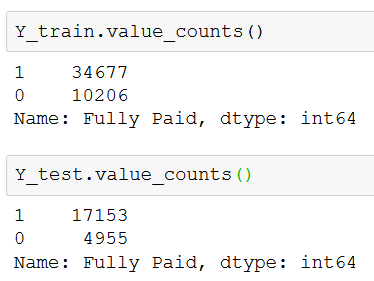 Y_train.value_counts()
1    34677
0    10206
Name: Fully Paid, dtype: int64
Y_test.value_counts()
1    17153
0     4955
Name: Fully Paid, dtype: int64